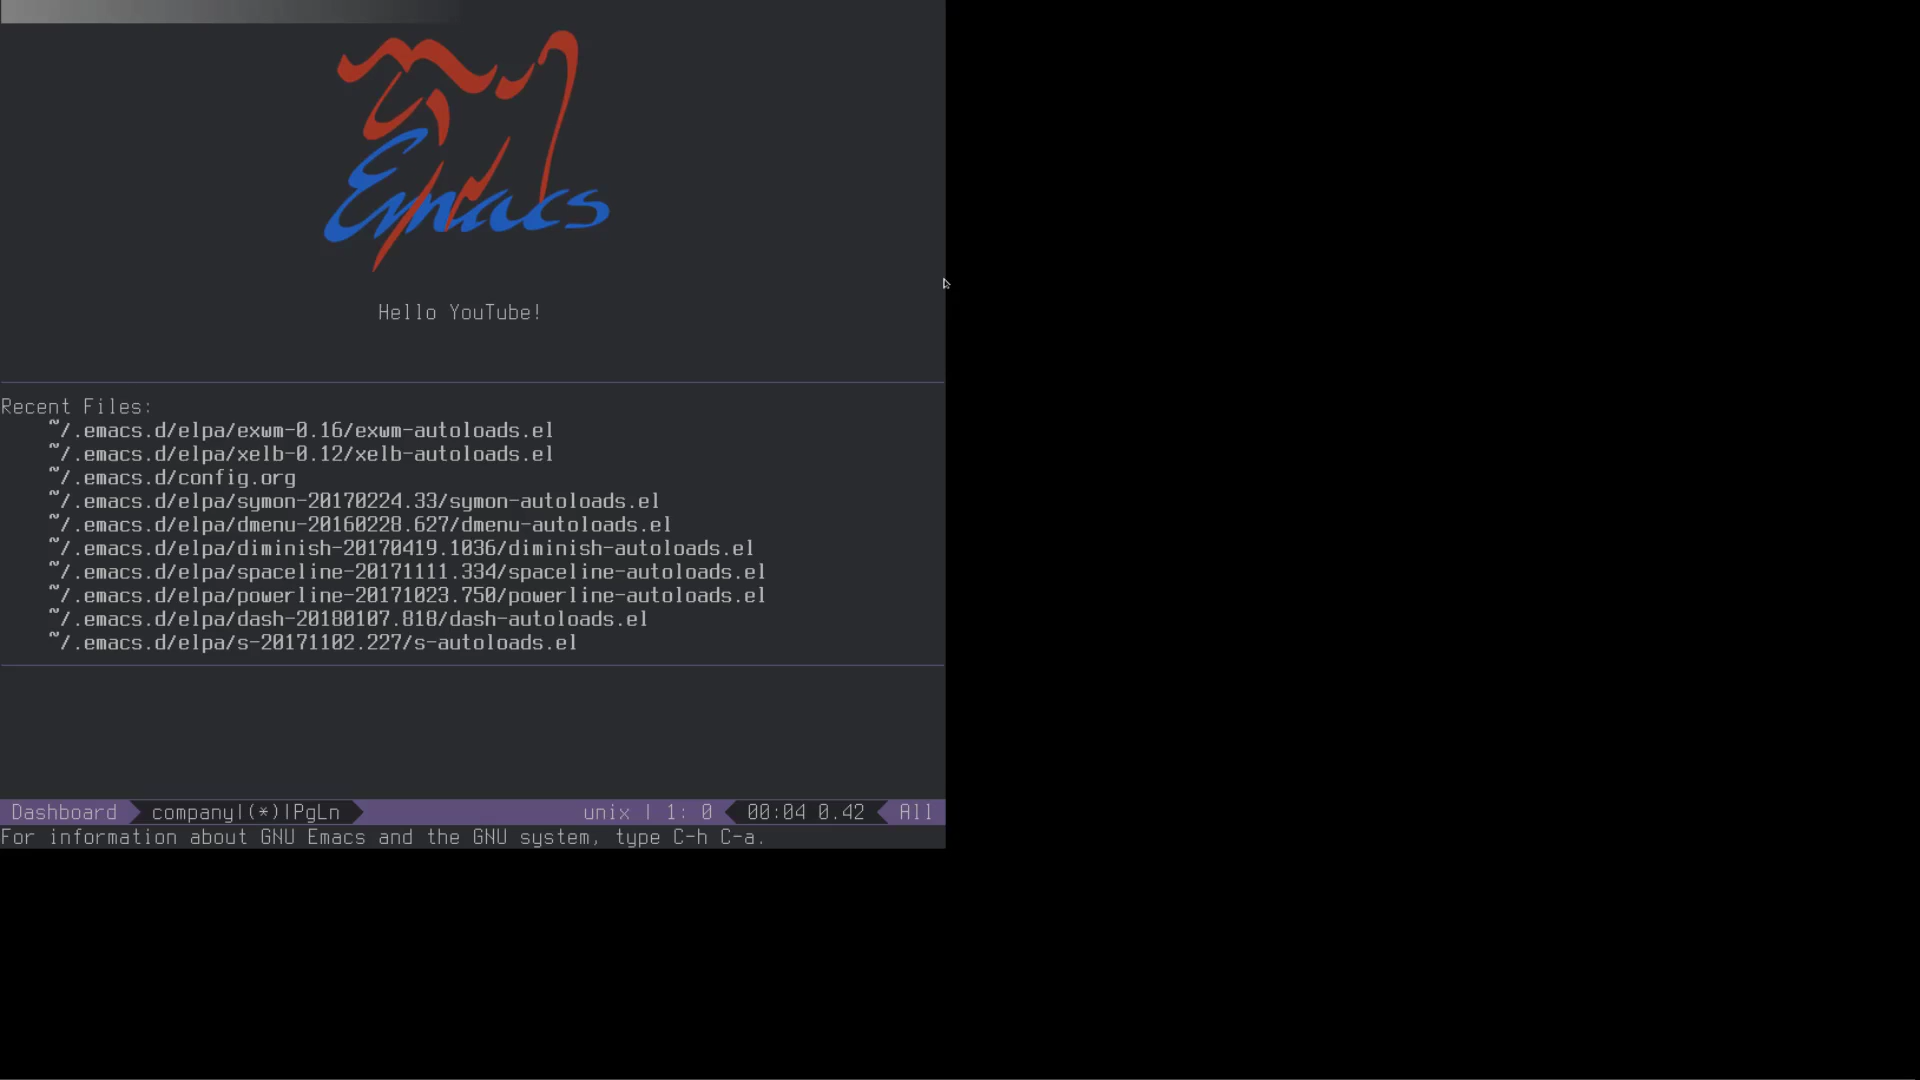 Emacs
Hello YouTube!
Recent Files:
~/.emacs.d/elpa/exwm-0.16/exwm-autoloads.el
~/.emacs.d/elpa/xelb-0.12/xelb-autoloads.el
~/.emacs.d/config.org
~/.emacs.d/elpa/symon-20170224.33/symon-autoloads.el
~/.emacs.d/elpa/dmenu-20160228.627/dmenu-autoloads.el
~/.emacs.d/elpa/diminish-20170419.1036/diminish-autoloads.el
~/.emacs.d/elpa/spaceline-20171111.334/spaceline-autoloads.el
~/.emacs.d/elpa/powerline-20171023.750/powerline-autoloads.el
~/.emacs.d/elpa/dash-20180107.818/dash-autoloads.el
~/.emacs.d/elpa/s-20171102.227/s-autoloads.el
Dashboard company|(*)|PgLn unix | 1: 0 00:04 0.42 All
For information about GNU Emacs and the GNU system, type C-h C-a.